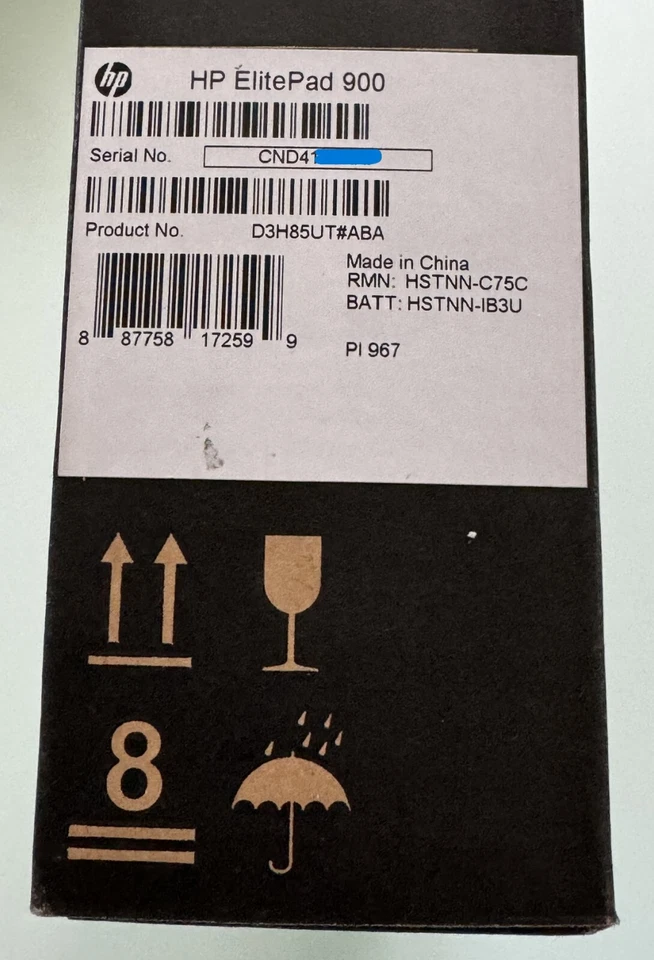 hp HP ElitePad 900
Serial No. CND41
Product No. D3H85UT#ABA
Made in China
RMN: HSTNN-C75C
BATT: HSTNN-IB3U
8 87758 17259 9
PI 967
8